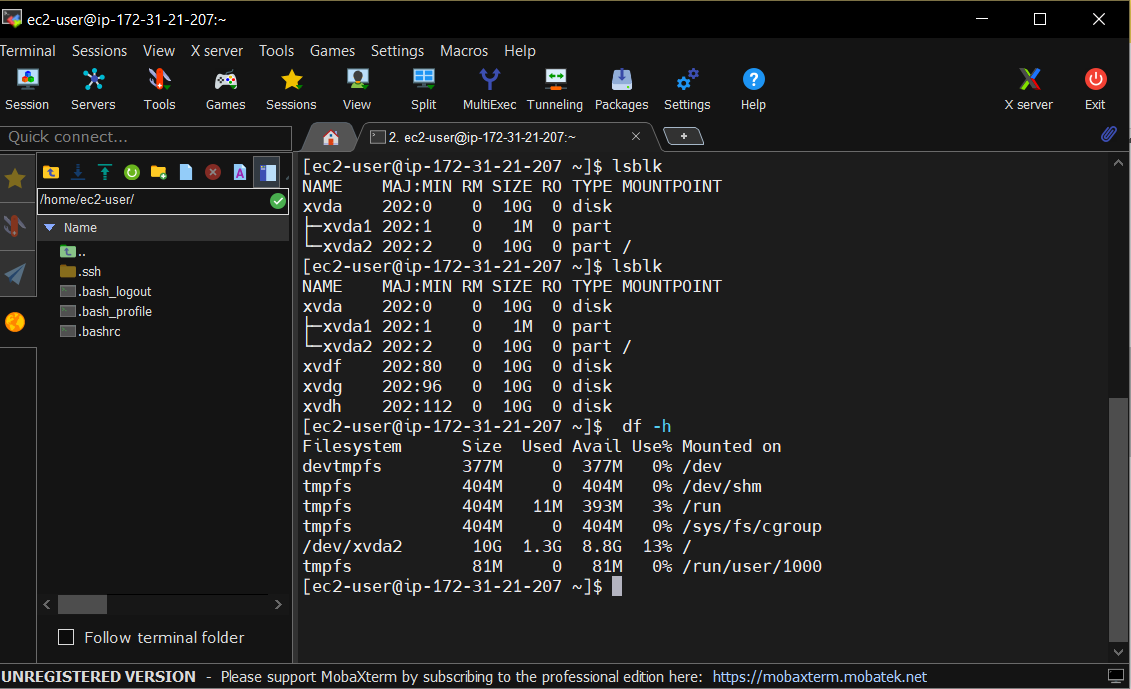 ec2-user@ip-172-31-21-207:~
Terminal Sessions View X server Tools Games Settings Macros Help
Session Servers Tools Games Sessions View Split MultiExec Tunneling Packages Settings Help X server Exit
Quick connect...
2. ec2-user@ip-172-31-21-207:~
/home/ec2-user/
Name
..
.ssh
.bash_logout
.bash_profile
.bashrc
Follow terminal folder
[ec2-user@ip-172-31-21-207 ~]$ lsblk
NAME    MAJ:MIN RM SIZE RO TYPE MOUNTPOINT
xvda    202:0    0  10G  0 disk
├─xvda1 202:1    0   1M  0 part
└─xvda2 202:2    0  10G  0 part /
[ec2-user@ip-172-31-21-207 ~]$ lsblk
NAME    MAJ:MIN RM SIZE RO TYPE MOUNTPOINT
xvda    202:0    0  10G  0 disk
├─xvda1 202:1    0   1M  0 part
└─xvda2 202:2    0  10G  0 part /
xvdf    202:80   0  10G  0 disk
xvdg    202:96   0  10G  0 disk
xvdh    202:112  0  10G  0 disk
[ec2-user@ip-172-31-21-207 ~]$  df -h
Filesystem      Size  Used Avail Use% Mounted on
devtmpfs        377M     0  377M   0% /dev
tmpfs           404M     0  404M   0% /dev/shm
tmpfs           404M   11M  393M   3% /run
tmpfs           404M     0  404M   0% /sys/fs/cgroup
/dev/xvda2       10G  1.3G  8.8G  13% /
tmpfs            81M     0   81M   0% /run/user/1000
[ec2-user@ip-172-31-21-207 ~]$
UNREGISTERED VERSION - Please support MobaXterm by subscribing to the professional edition here: https://mobaxterm.mobatek.net